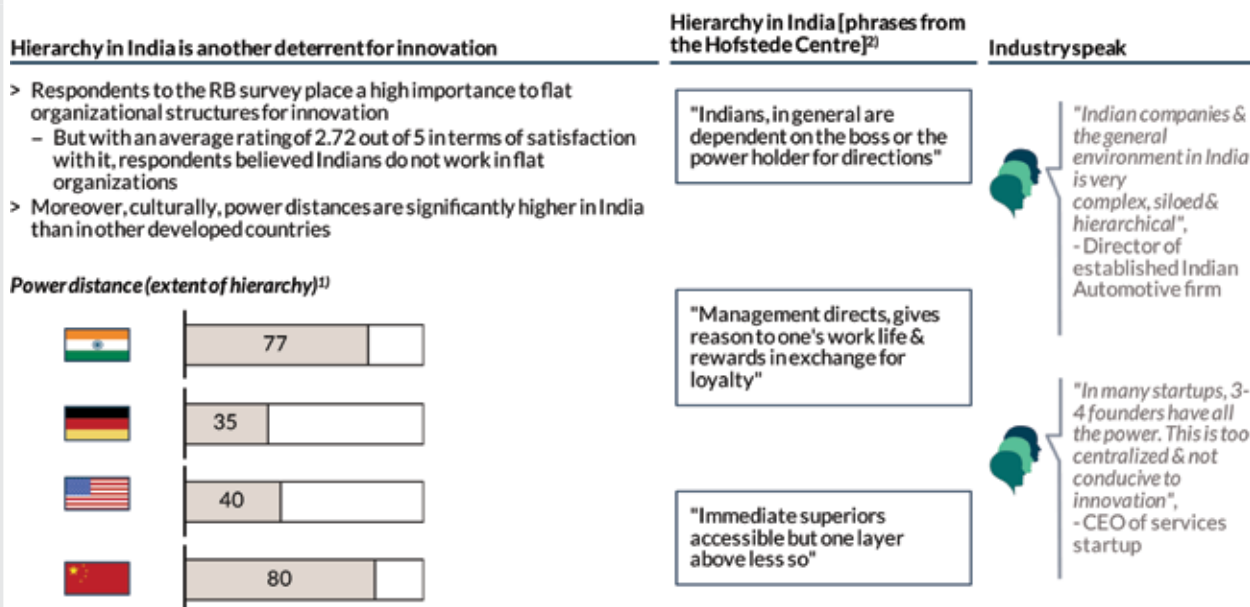 Hierarchy in India is another deterrent for innovation
> Respondents to the RB survey place a high importance to flat
organizational structures for innovation
– But with an average rating of 2.72 out of 5 in terms of satisfaction
with it, respondents believed Indians do not work in flat
organizations
> Moreover, culturally, power distances are significantly higher in India
than in other developed countries
Power distance (extent of hierarchy)1)
77
35
40
80
Hierarchy in India [phrases from
the Hofstede Centre]2)
"Indians, in general are
dependent on the boss or the
power holder for directions"
"Management directs, gives
reason to one's work life &
rewards in exchange for
loyalty"
"Immediate superiors
accessible but one layer
above less so"
Industry speak
"Indian companies &
the general
environment in India
is very
complex, siloed &
hierarchical",
- Director of
established Indian
Automotive firm
"In many startups, 3-
4 founders have all
the power. This is too
centralized & not
conducive to
innovation",
- CEO of services
startup